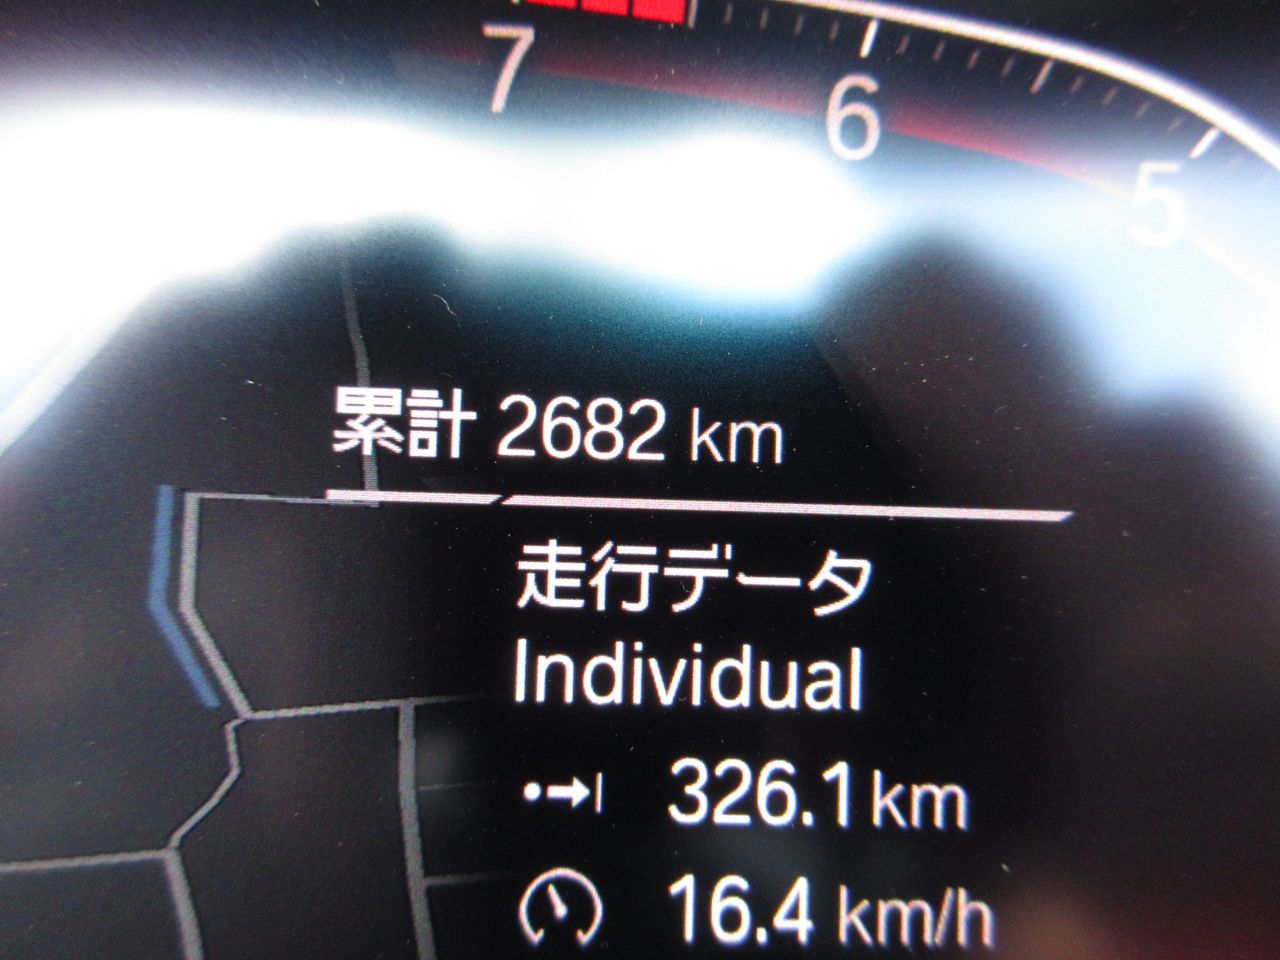 7 6 5
累計 2682 km
走行データ
Individual
326.1 km
16.4 km/h